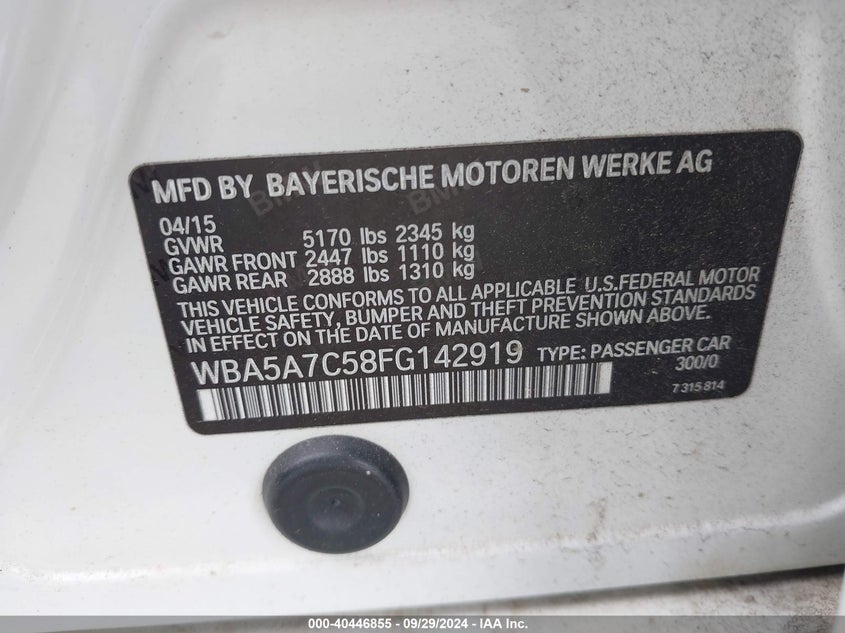 MFD BY BAYERISCHE MOTOREN WERKE AG
04/15
GVWR 5170 lbs 2345 kg
GAWR FRONT 2447 lbs 1110 kg
GAWR REAR 2888 lbs 1310 kg
THIS VEHICLE CONFORMS TO ALL APPLICABLE U.S.FEDERAL MOTOR
VEHICLE SAFETY, BUMPER AND THEFT PREVENTION STANDARDS
IN EFFECT ON THE DATE OF MANUFACTURE SHOWN ABOVE.
WBA5A7C58FG142919 TYPE: PASSENGER CAR
300/0
7 315 814
000-40446855 / 09/29/2024 - IAA Inc.